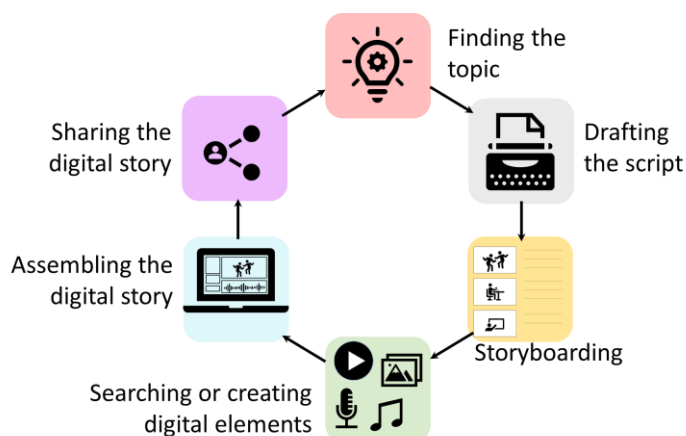 Finding the
topic
Drafting
the script
Storyboarding
Searching or creating
digital elements
Assembling the
digital story
Sharing the
digital story